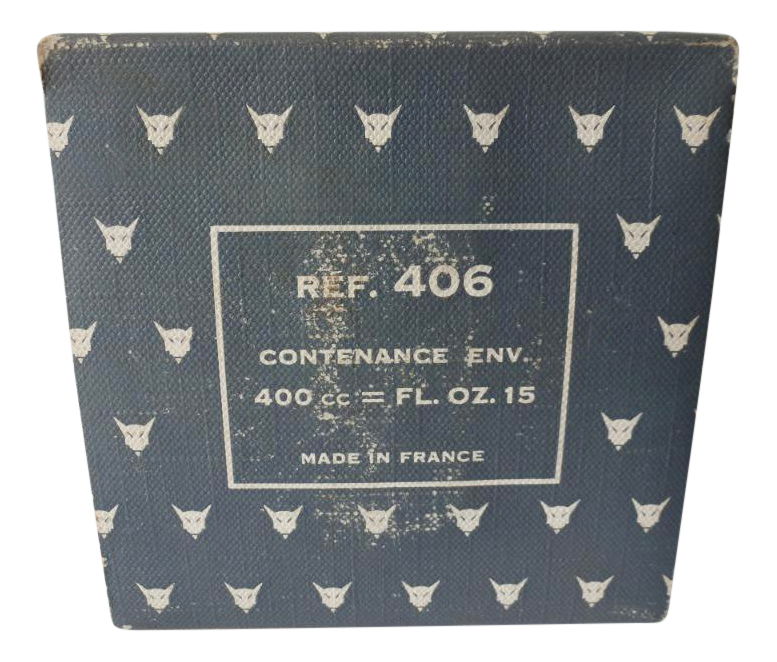 REF. 406
CONTENANCE ENV.
400 CC = FL. OZ. 15
MADE IN FRANCE